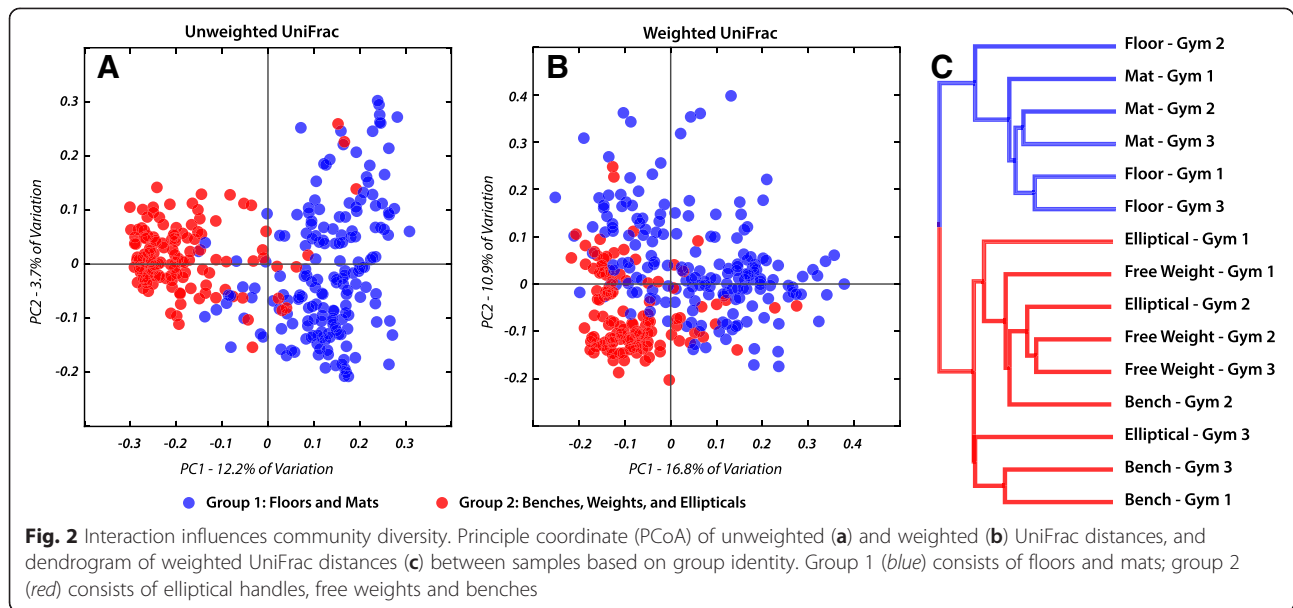 Unweighted UniFrac
A
0.3
0.2
0.1
0
-0.1
-0.2
PC2 - 3.7% of Variation
-0.3
-0.2
-0.1
0
0.1
0.2
0.3
PC1 - 12.2% of Variation
Weighted UniFrac
B
0.4
0.3
0.2
0.1
0
-0.1
-0.2
PC2 - 10.9% of Variation
-0.2
-0.1
0
0.1
0.2
0.3
0.4
PC1 - 16.8% of Variation
Group 1: Floors and Mats
Group 2: Benches, Weights, and Ellipticals
C
Floor - Gym 2
Mat - Gym 1
Mat - Gym 2
Mat - Gym 3
Floor - Gym 1
Floor - Gym 3
Elliptical - Gym 1
Free Weight - Gym 1
Elliptical - Gym 2
Free Weight - Gym 2
Free Weight - Gym 3
Bench - Gym 2
Elliptical - Gym 3
Bench - Gym 3
Bench - Gym 1
Fig. 2 Interaction influences community diversity. Principle coordinate (PCoA) of unweighted (a) and weighted (b) UniFrac distances, and
dendrogram of weighted UniFrac distances (c) between samples based on group identity. Group 1 (blue) consists of floors and mats; group 2
(red) consists of elliptical handles, free weights and benches